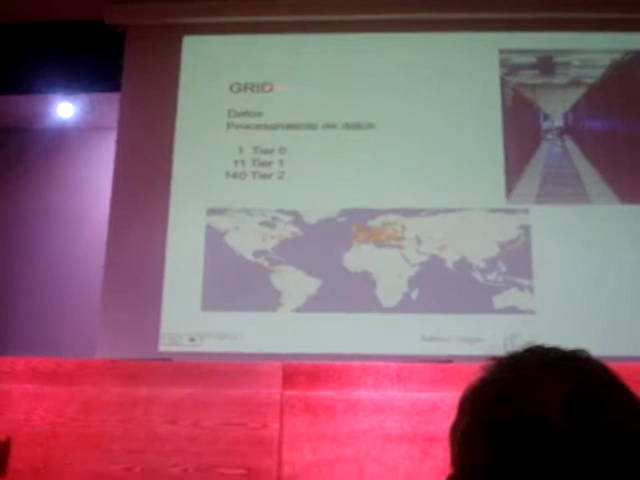 GRID
Datos
Procesamiento de datos
1 Tier 0
11 Tier 1
140 Tier 2